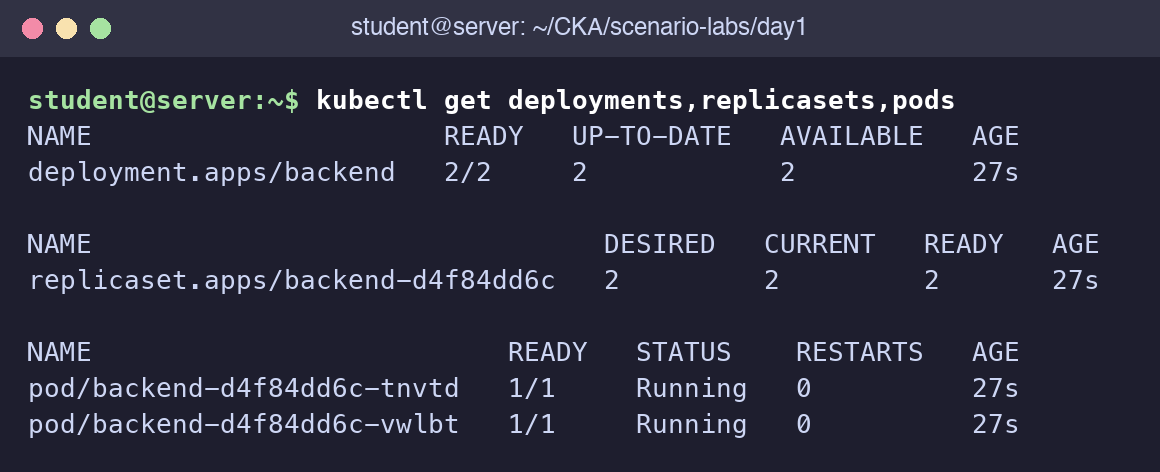 student@server: ~/CKA/scenario-labs/day1
student@server:~$ kubectl get deployments,replicasets,pods
NAME                      READY   UP-TO-DATE   AVAILABLE   AGE
deployment.apps/backend   2/2     2            2           27s

NAME                                DESIRED   CURRENT   READY   AGE
replicaset.apps/backend-d4f84dd6c   2         2         2       27s

NAME                          READY   STATUS    RESTARTS   AGE
pod/backend-d4f84dd6c-tnvtd   1/1     Running   0          27s
pod/backend-d4f84dd6c-vwlbt   1/1     Running   0          27s